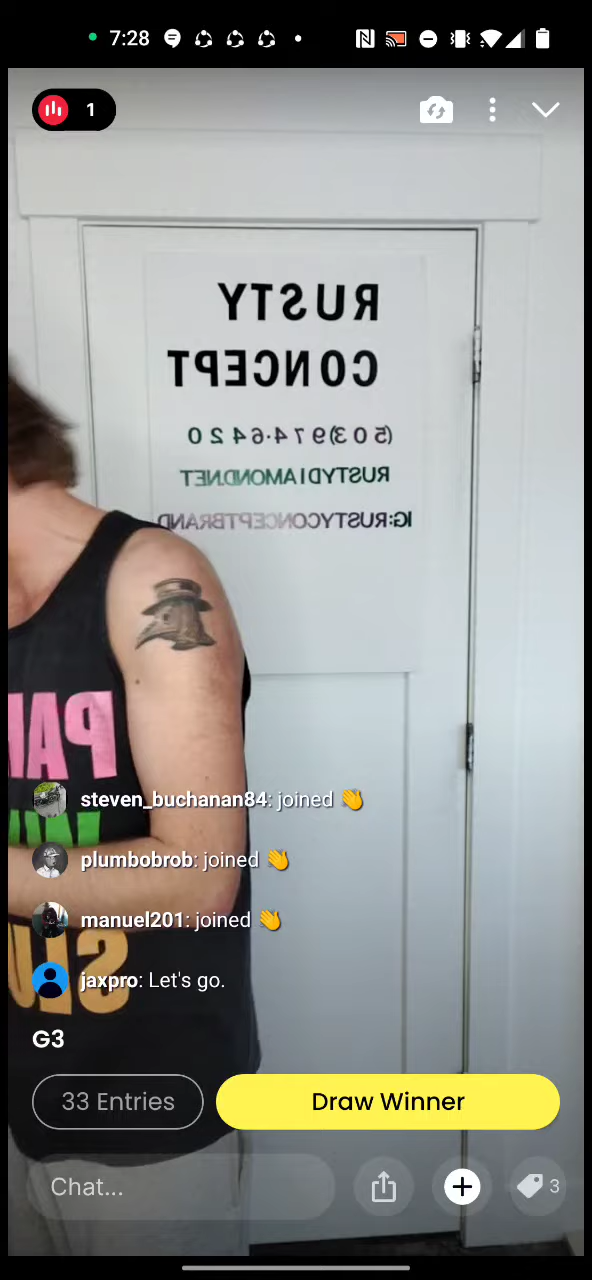 7:28
1
RUSTY
CONCEPT
(503)974-6420
RUSTYDIAMOND.NET
IG:RUSTYCONCEPTBRAND
PA
steven_buchanan84: joined 👋
plumbobrob: joined 👋
manuel201: joined 👋
jaxpro: Let's go.
G3
33 Entries
Draw Winner
Chat...
3